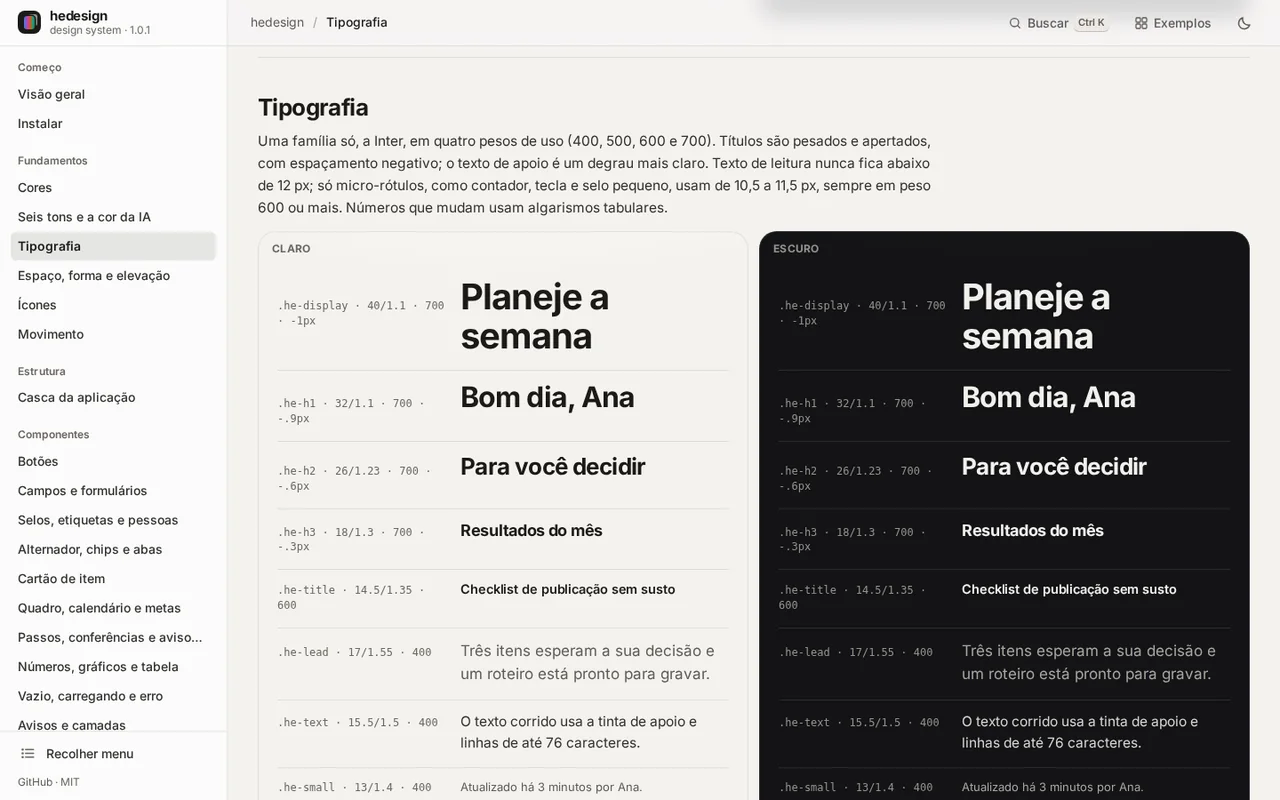 hedesign
design system · 1.0.1
hedesign / Tipografia
Buscar Ctrl K
Exemplos
Começo
Visão geral
Instalar
Fundamentos
Cores
Seis tons e a cor da IA
Tipografia
Espaço, forma e elevação
Ícones
Movimento
Estrutura
Casca da aplicação
Componentes
Botões
Campos e formulários
Selos, etiquetas e pessoas
Alternador, chips e abas
Cartão de item
Quadro, calendário e metas
Passos, conferências e aviso...
Números, gráficos e tabela
Vazio, carregando e erro
Avisos e camadas
Recolher menu
GitHub · MIT
Tipografia
Uma família só, a Inter, em quatro pesos de uso (400, 500, 600 e 700). Títulos são pesados e apertados,
com espaçamento negativo; o texto de apoio é um degrau mais claro. Texto de leitura nunca fica abaixo
de 12 px; só micro-rótulos, como contador, tecla e selo pequeno, usam de 10,5 a 11,5 px, sempre em peso
600 ou mais. Números que mudam usam algarismos tabulares.
CLARO
.he-display · 40/1.1 · 700
· -1px
Planeje a
semana
.he-h1 · 32/1.1 · 700 ·
-.9px
Bom dia, Ana
.he-h2 · 26/1.23 · 700 ·
-.6px
Para você decidir
.he-h3 · 18/1.3 · 700 ·
-.3px
Resultados do mês
.he-title · 14.5/1.35 ·
600
Checklist de publicação sem susto
.he-lead · 17/1.55 · 400
Três itens esperam a sua decisão e
um roteiro está pronto para gravar.
.he-text · 15.5/1.5 · 400
O texto corrido usa a tinta de apoio e
linhas de até 76 caracteres.
.he-small · 13/1.4 · 400
Atualizado há 3 minutos por Ana.
ESCURO
.he-display · 40/1.1 · 700
· -1px
Planeje a
semana
.he-h1 · 32/1.1 · 700 ·
-.9px
Bom dia, Ana
.he-h2 · 26/1.23 · 700 ·
-.6px
Para você decidir
.he-h3 · 18/1.3 · 700 ·
-.3px
Resultados do mês
.he-title · 14.5/1.35 ·
600
Checklist de publicação sem susto
.he-lead · 17/1.55 · 400
Três itens esperam a sua decisão e
um roteiro está pronto para gravar.
.he-text · 15.5/1.5 · 400
O texto corrido usa a tinta de apoio e
linhas de até 76 caracteres.
.he-small · 13/1.4 · 400
Atualizado há 3 minutos por Ana.